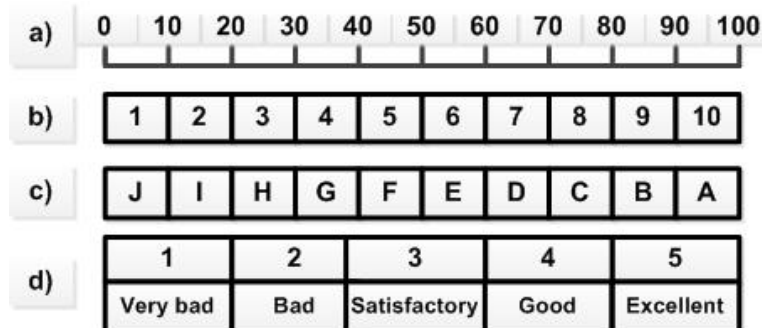 a) 0 10 20 30 40 50 60 70 80 90 100
b) 1 2 3 4 5 6 7 8 9 10
c) J I H G F E D C B A
d) 1 2 3 4 5
Very bad Bad Satisfactory Good Excellent